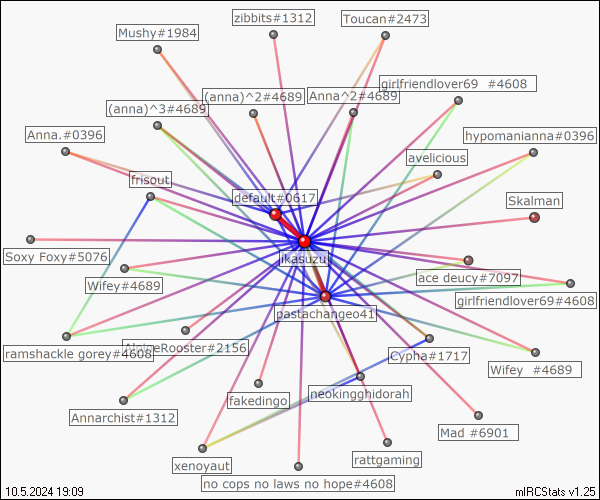 zibbits#1312
Toucan#2473
Mushy#1984
girlfriendlover69 #4608
(anna)^2#4689
Anna^2#4689
(anna)^3#4689
Anna.#0396
hypomanianna#0396
avelicious
frisout
default#0617
Skalman
Soxy Foxy#5076
ikasuzu
ace deucy#7097
Wifey#4689
girlfriendlover69#4608
pastachangeo41
ramshackle gorey#4608
Rooster#2156
Cypha#1717
Wifey #4689
fakedingo
neokingghidorah
Annarchist#1312
Mad #6901
xenoyaut
rattgaming
no cops no laws no hope#4608
10.5.2024 19:09
mIRCStats v1.25